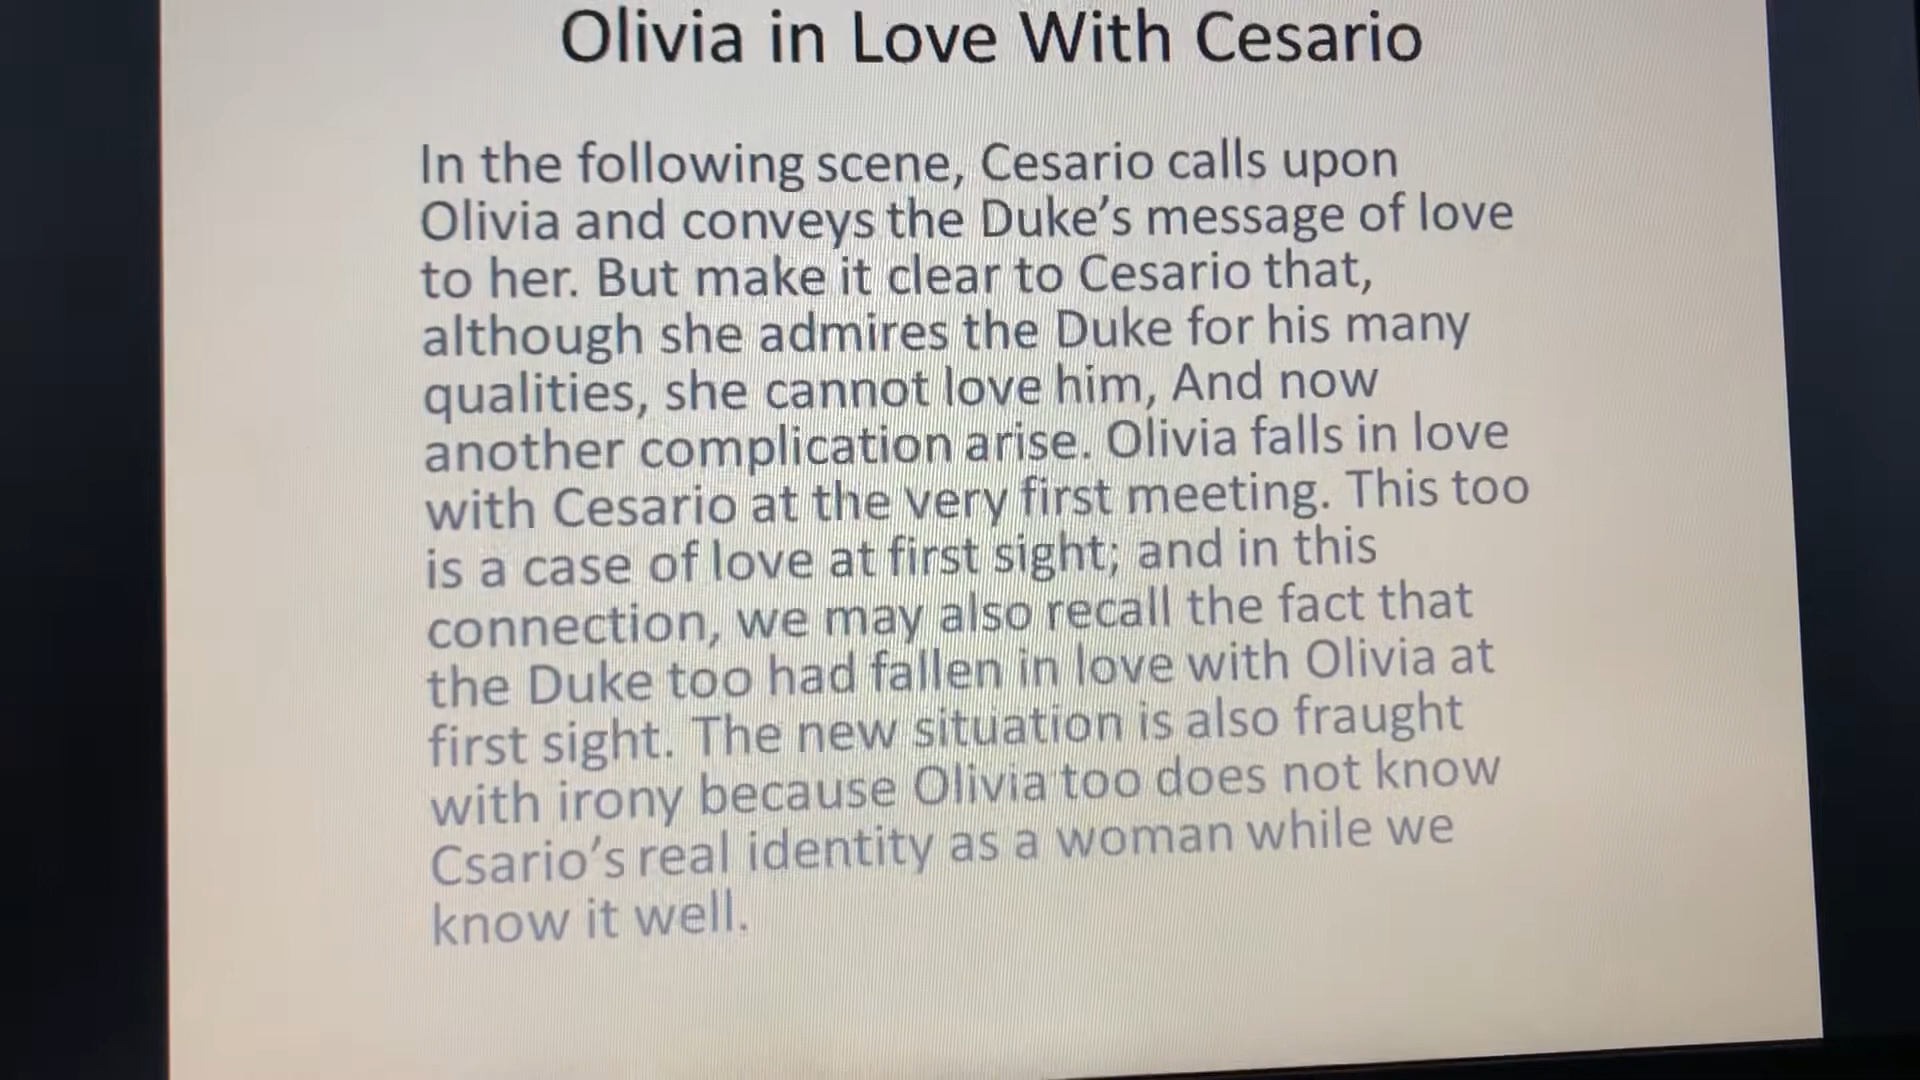 Olivia in Love With Cesario
In the following scene, Cesario calls upon
Olivia and conveys the Duke's message of love
to her. But make it clear to Cesario that,
although she admires the Duke for his many
qualities, she cannot love him, And now
another complication arise. Olivia falls in love
with Cesario at the very first meeting. This too
is a case of love at first sight; and in this
connection, we may also recall the fact that
the Duke too had fallen in love with Olivia at
first sight. The new situation is also fraught
with irony because Olivia too does not know
Csario's real identity as a woman while we
know it well.